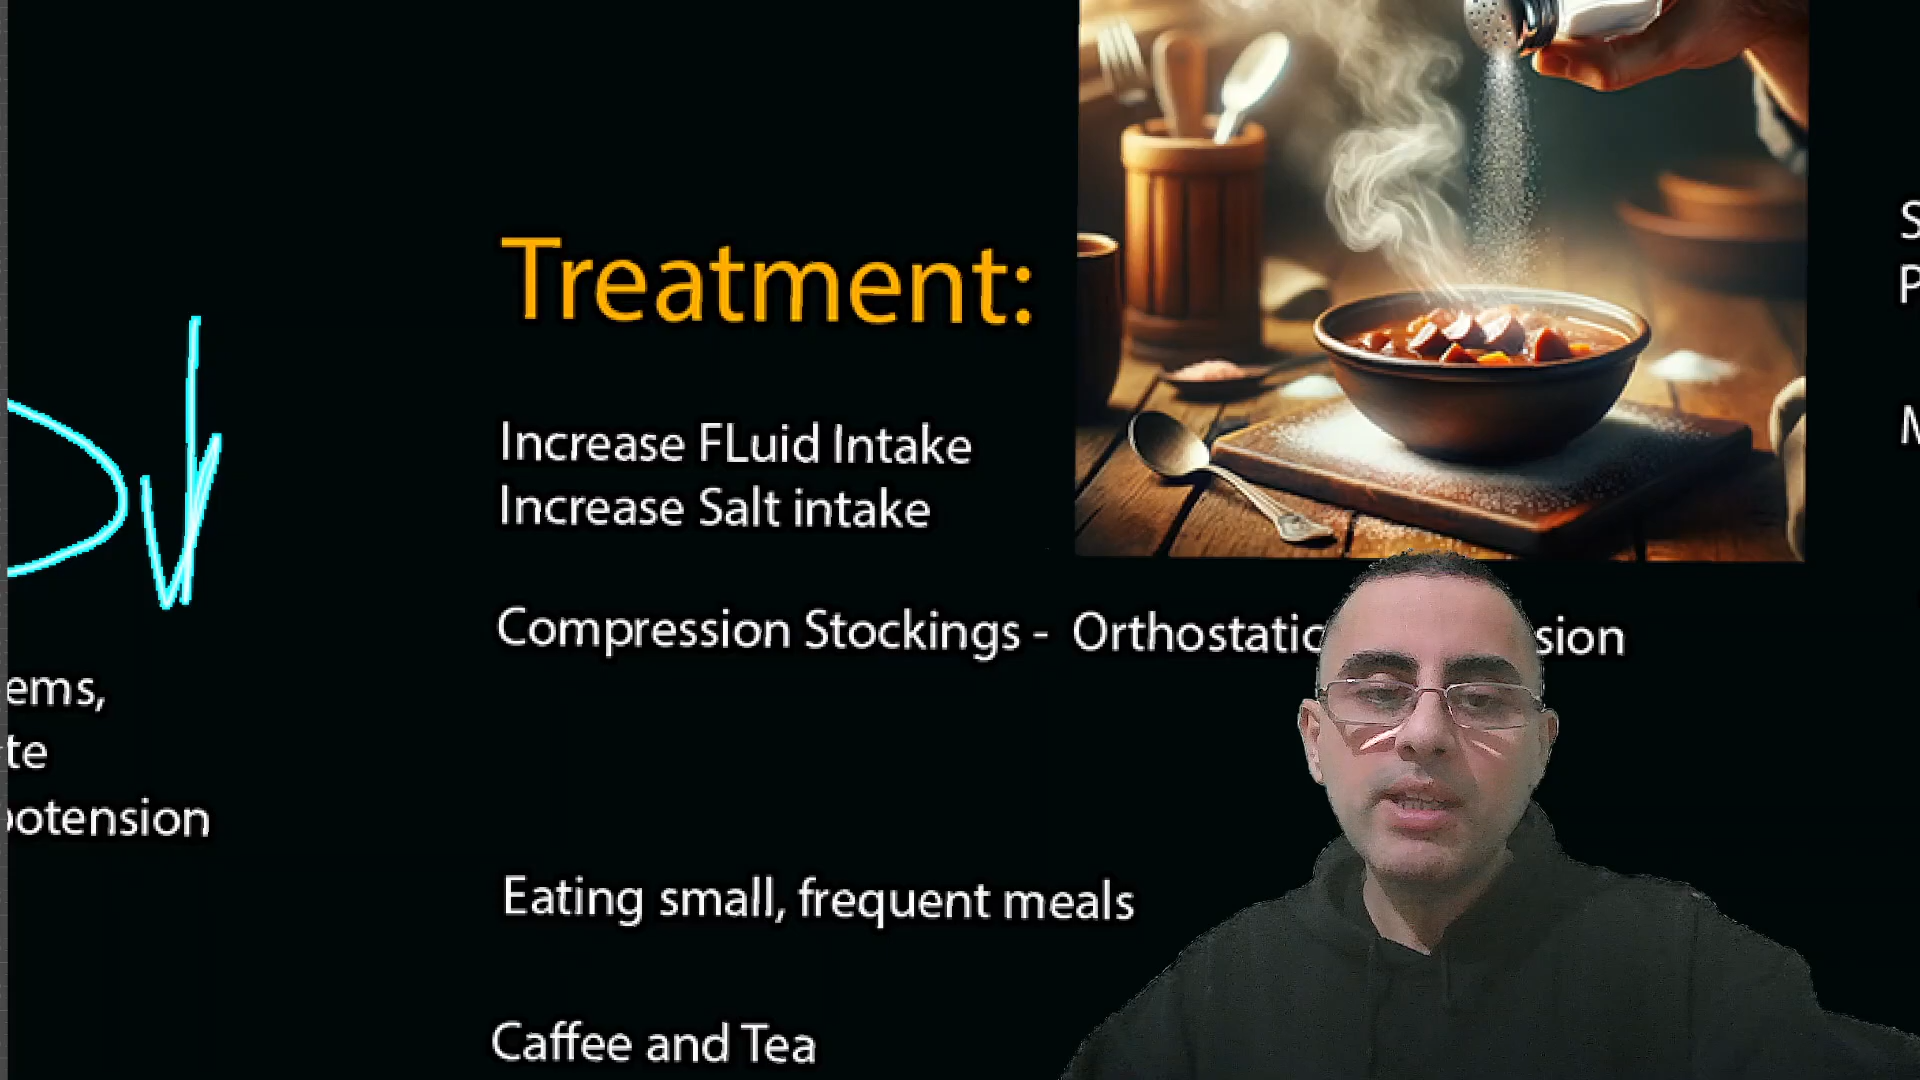 Treatment:
Increase FLuid Intake
Increase Salt intake
Compression Stockings - Orthostatic sion
ems,
te
potension
Eating small, frequent meals
Caffee and Tea
S
P
M